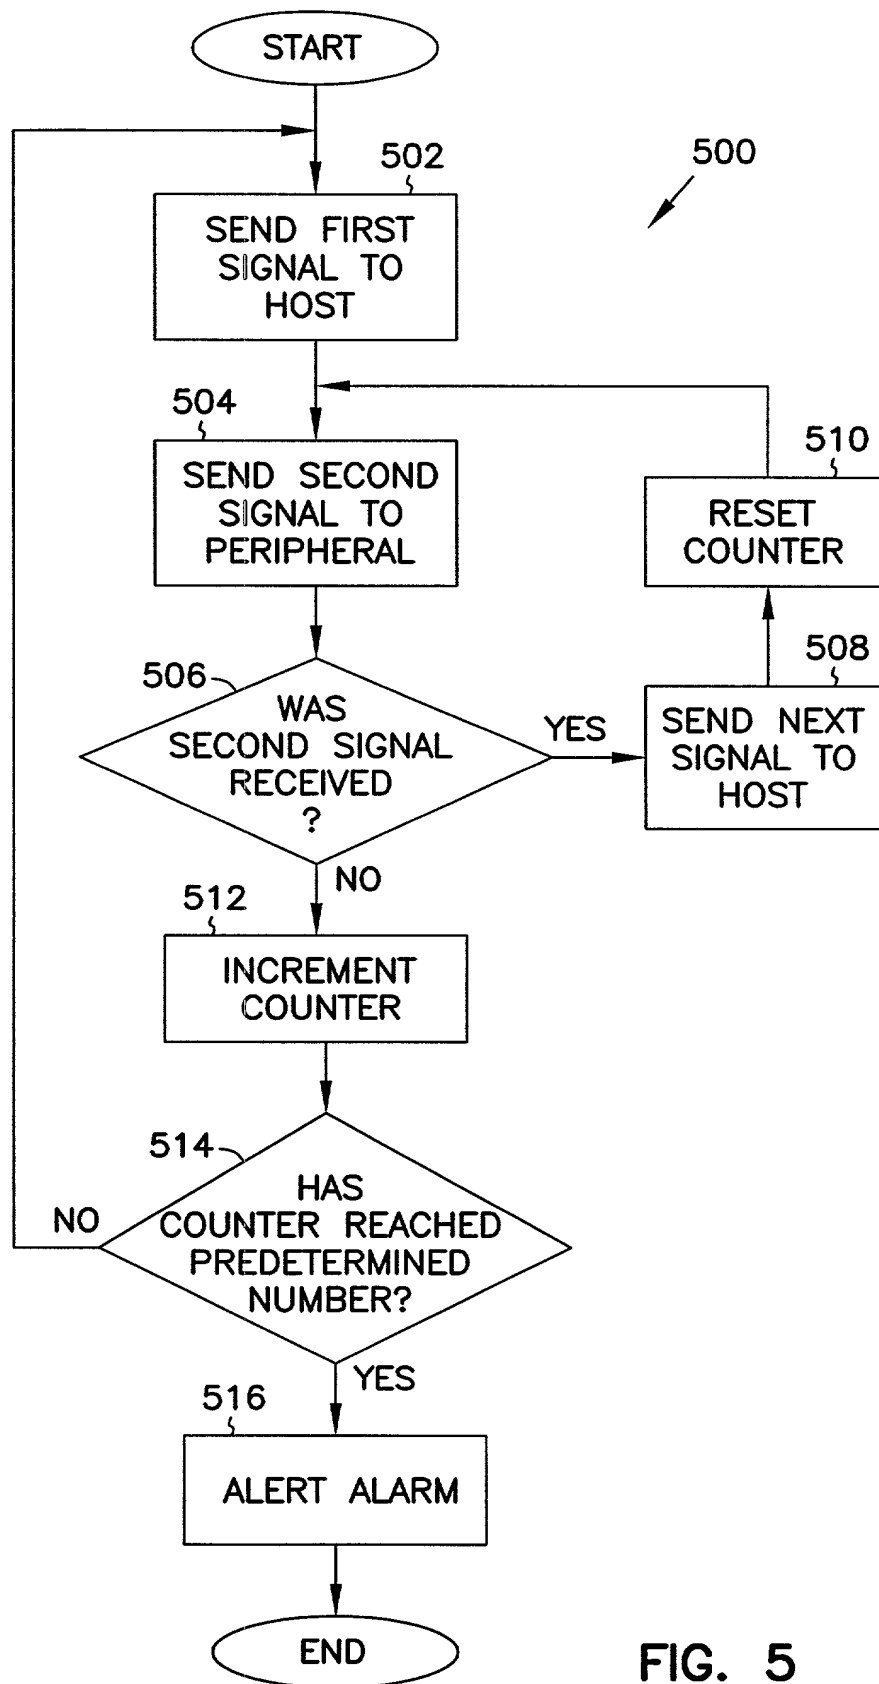 START
502
500
SEND FIRST
SIGNAL TO
HOST
504
SEND SECOND
SIGNAL TO
PERIPHERAL
510
RESET
COUNTER
506
WAS
SECOND SIGNAL
RECEIVED
?
YES
508
SEND NEXT
SIGNAL TO
HOST
NO
512
INCREMENT
COUNTER
514
HAS
COUNTER REACHED
PREDETERMINED
NUMBER?
NO
YES
516
ALERT ALARM
END
FIG. 5